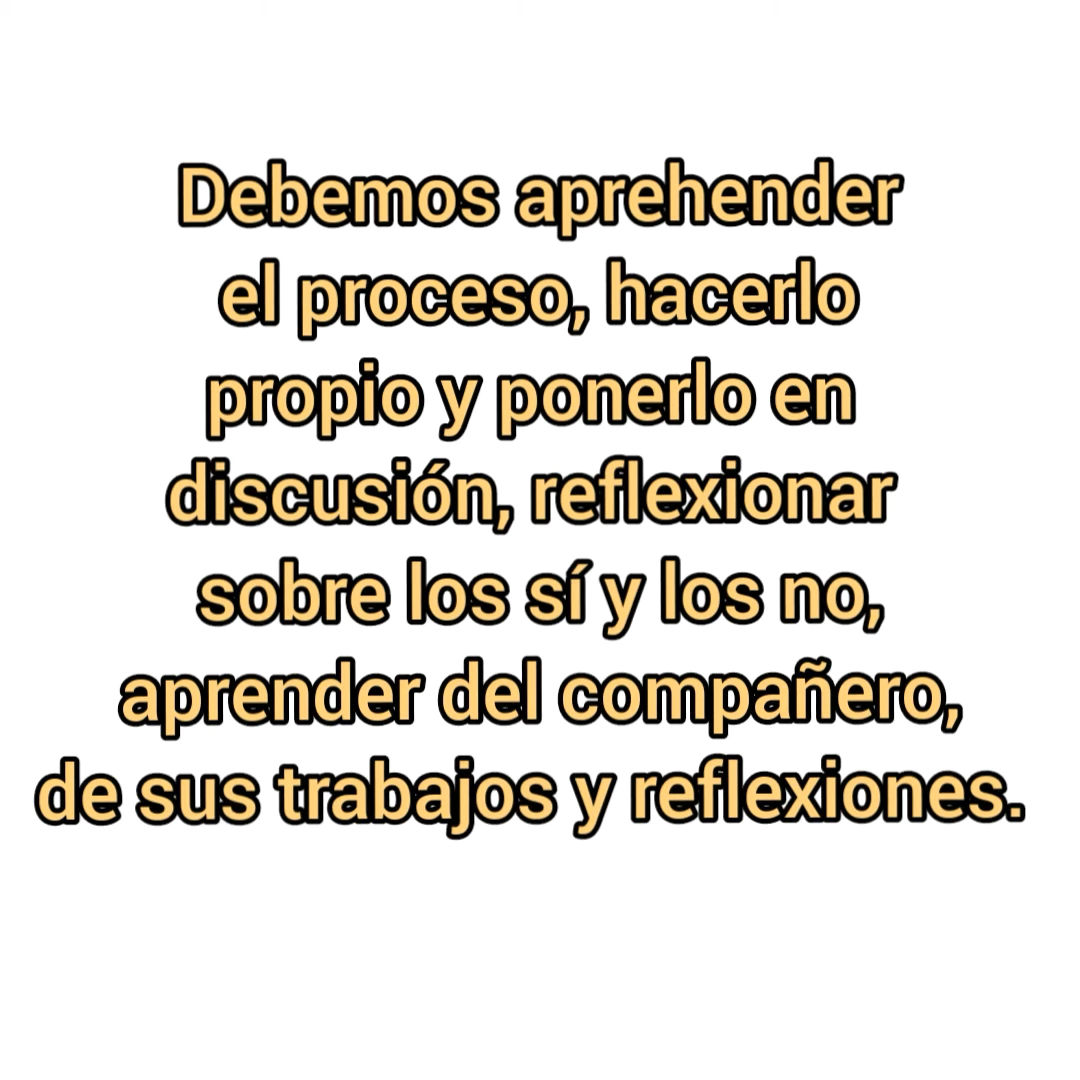 Debemos aprehender
el proceso, hacerlo
propio y ponerlo en
discusión, reflexionar
sobre los sí y los no,
aprender del compañero,
de sus trabajos y reflexiones.